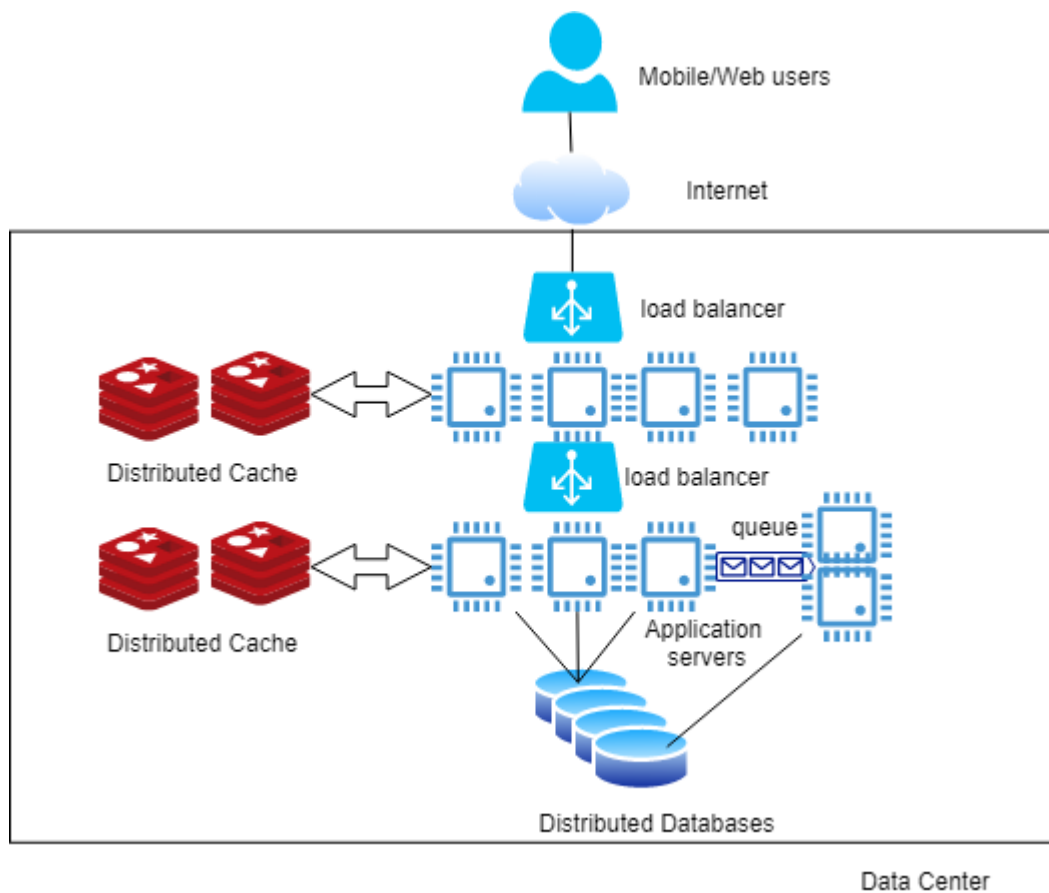 Mobile/Web users
Internet
load balancer
Distributed Cache
load balancer
queue
Distributed Cache
Application
servers
Distributed Databases
Data Center